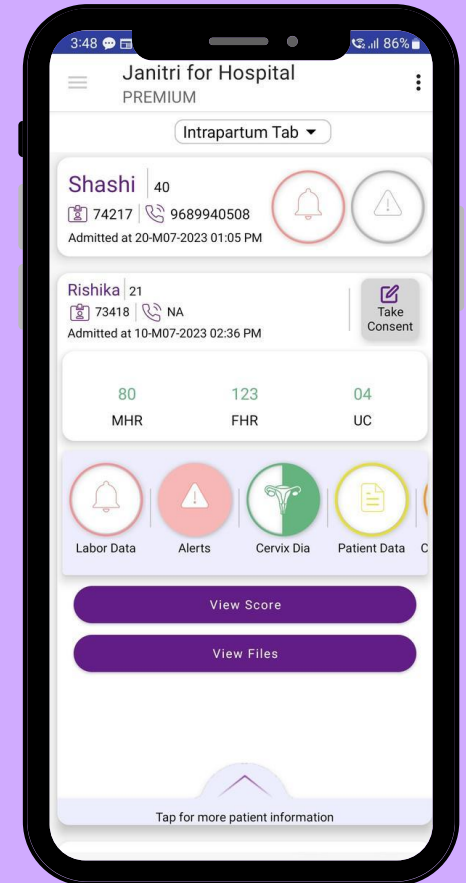 3:48 86%
Janitri for Hospital
PREMIUM
Intrapartum Tab
Shashi 40
74217 9689940508
Admitted at 20-M07-2023 01:05 PM
Rishika 21
73418 NA
Take
Consent
Admitted at 10-M07-2023 02:36 PM
80 123 04
MHR FHR UC
Labor Data Alerts Cervix Dia Patient Data C
View Score
View Files
Tap for more patient information